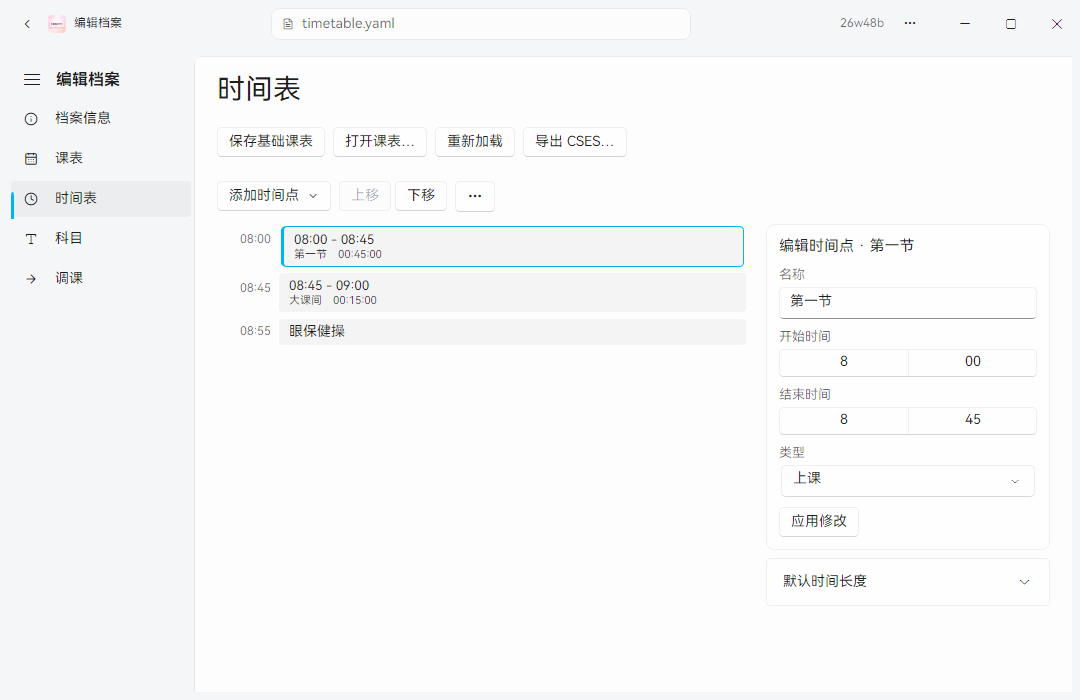 编辑档案
timetable.yaml
26w48b
编辑档案
档案信息
课表
时间表
科目
调课
时间表
保存基础课表 打开课表… 重新加载 导出 CSES…
添加时间点 上移 下移
08:00
08:00 - 08:45
第一节 00:45:00
08:45
08:45 - 09:00
大课间 00:15:00
08:55
眼保健操
编辑时间点 · 第一节
名称
第一节
开始时间
8 00
结束时间
8 45
类型
上课
应用修改
默认时间长度